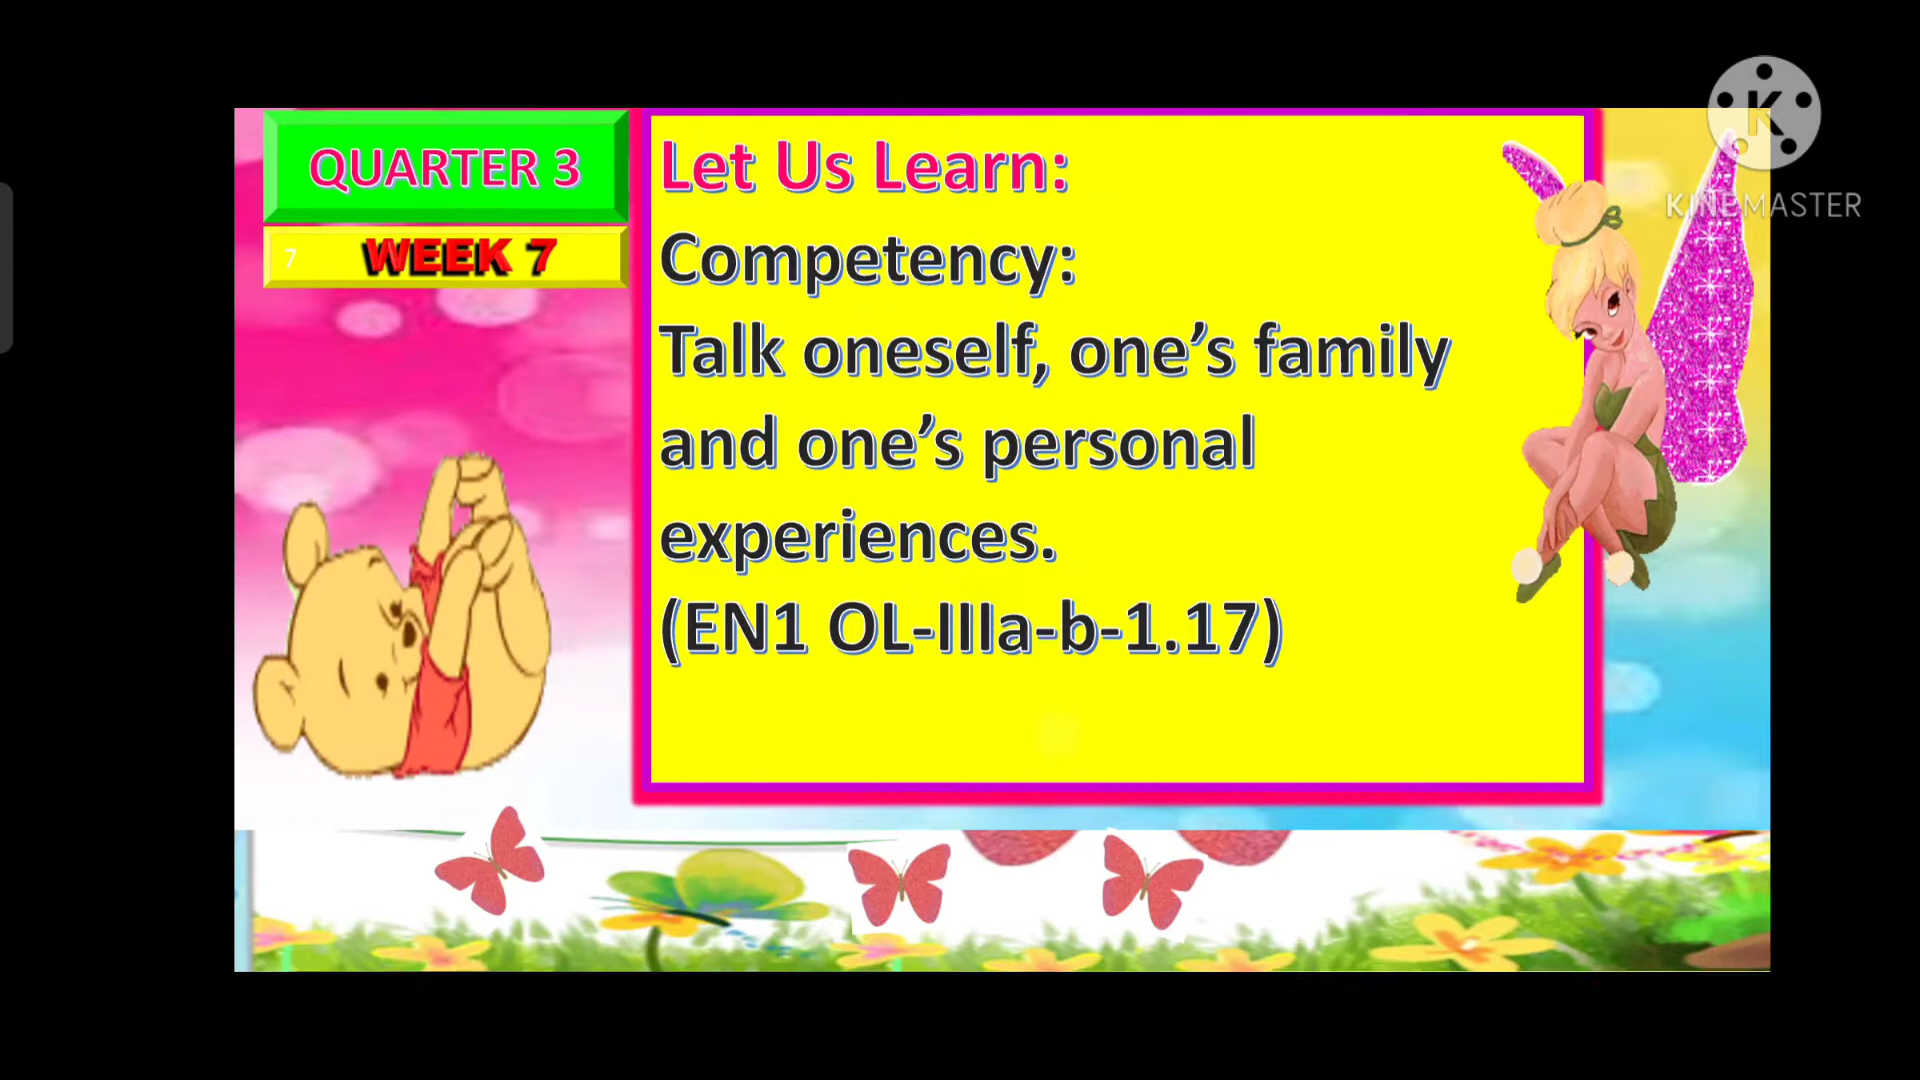 QUARTER 3
7 WEEK 7
Let Us Learn:
Competency:
Talk oneself, one’s family
and one’s personal
experiences.
(EN1 OL-IIIa-b-1.17)
K
KINEMASTER